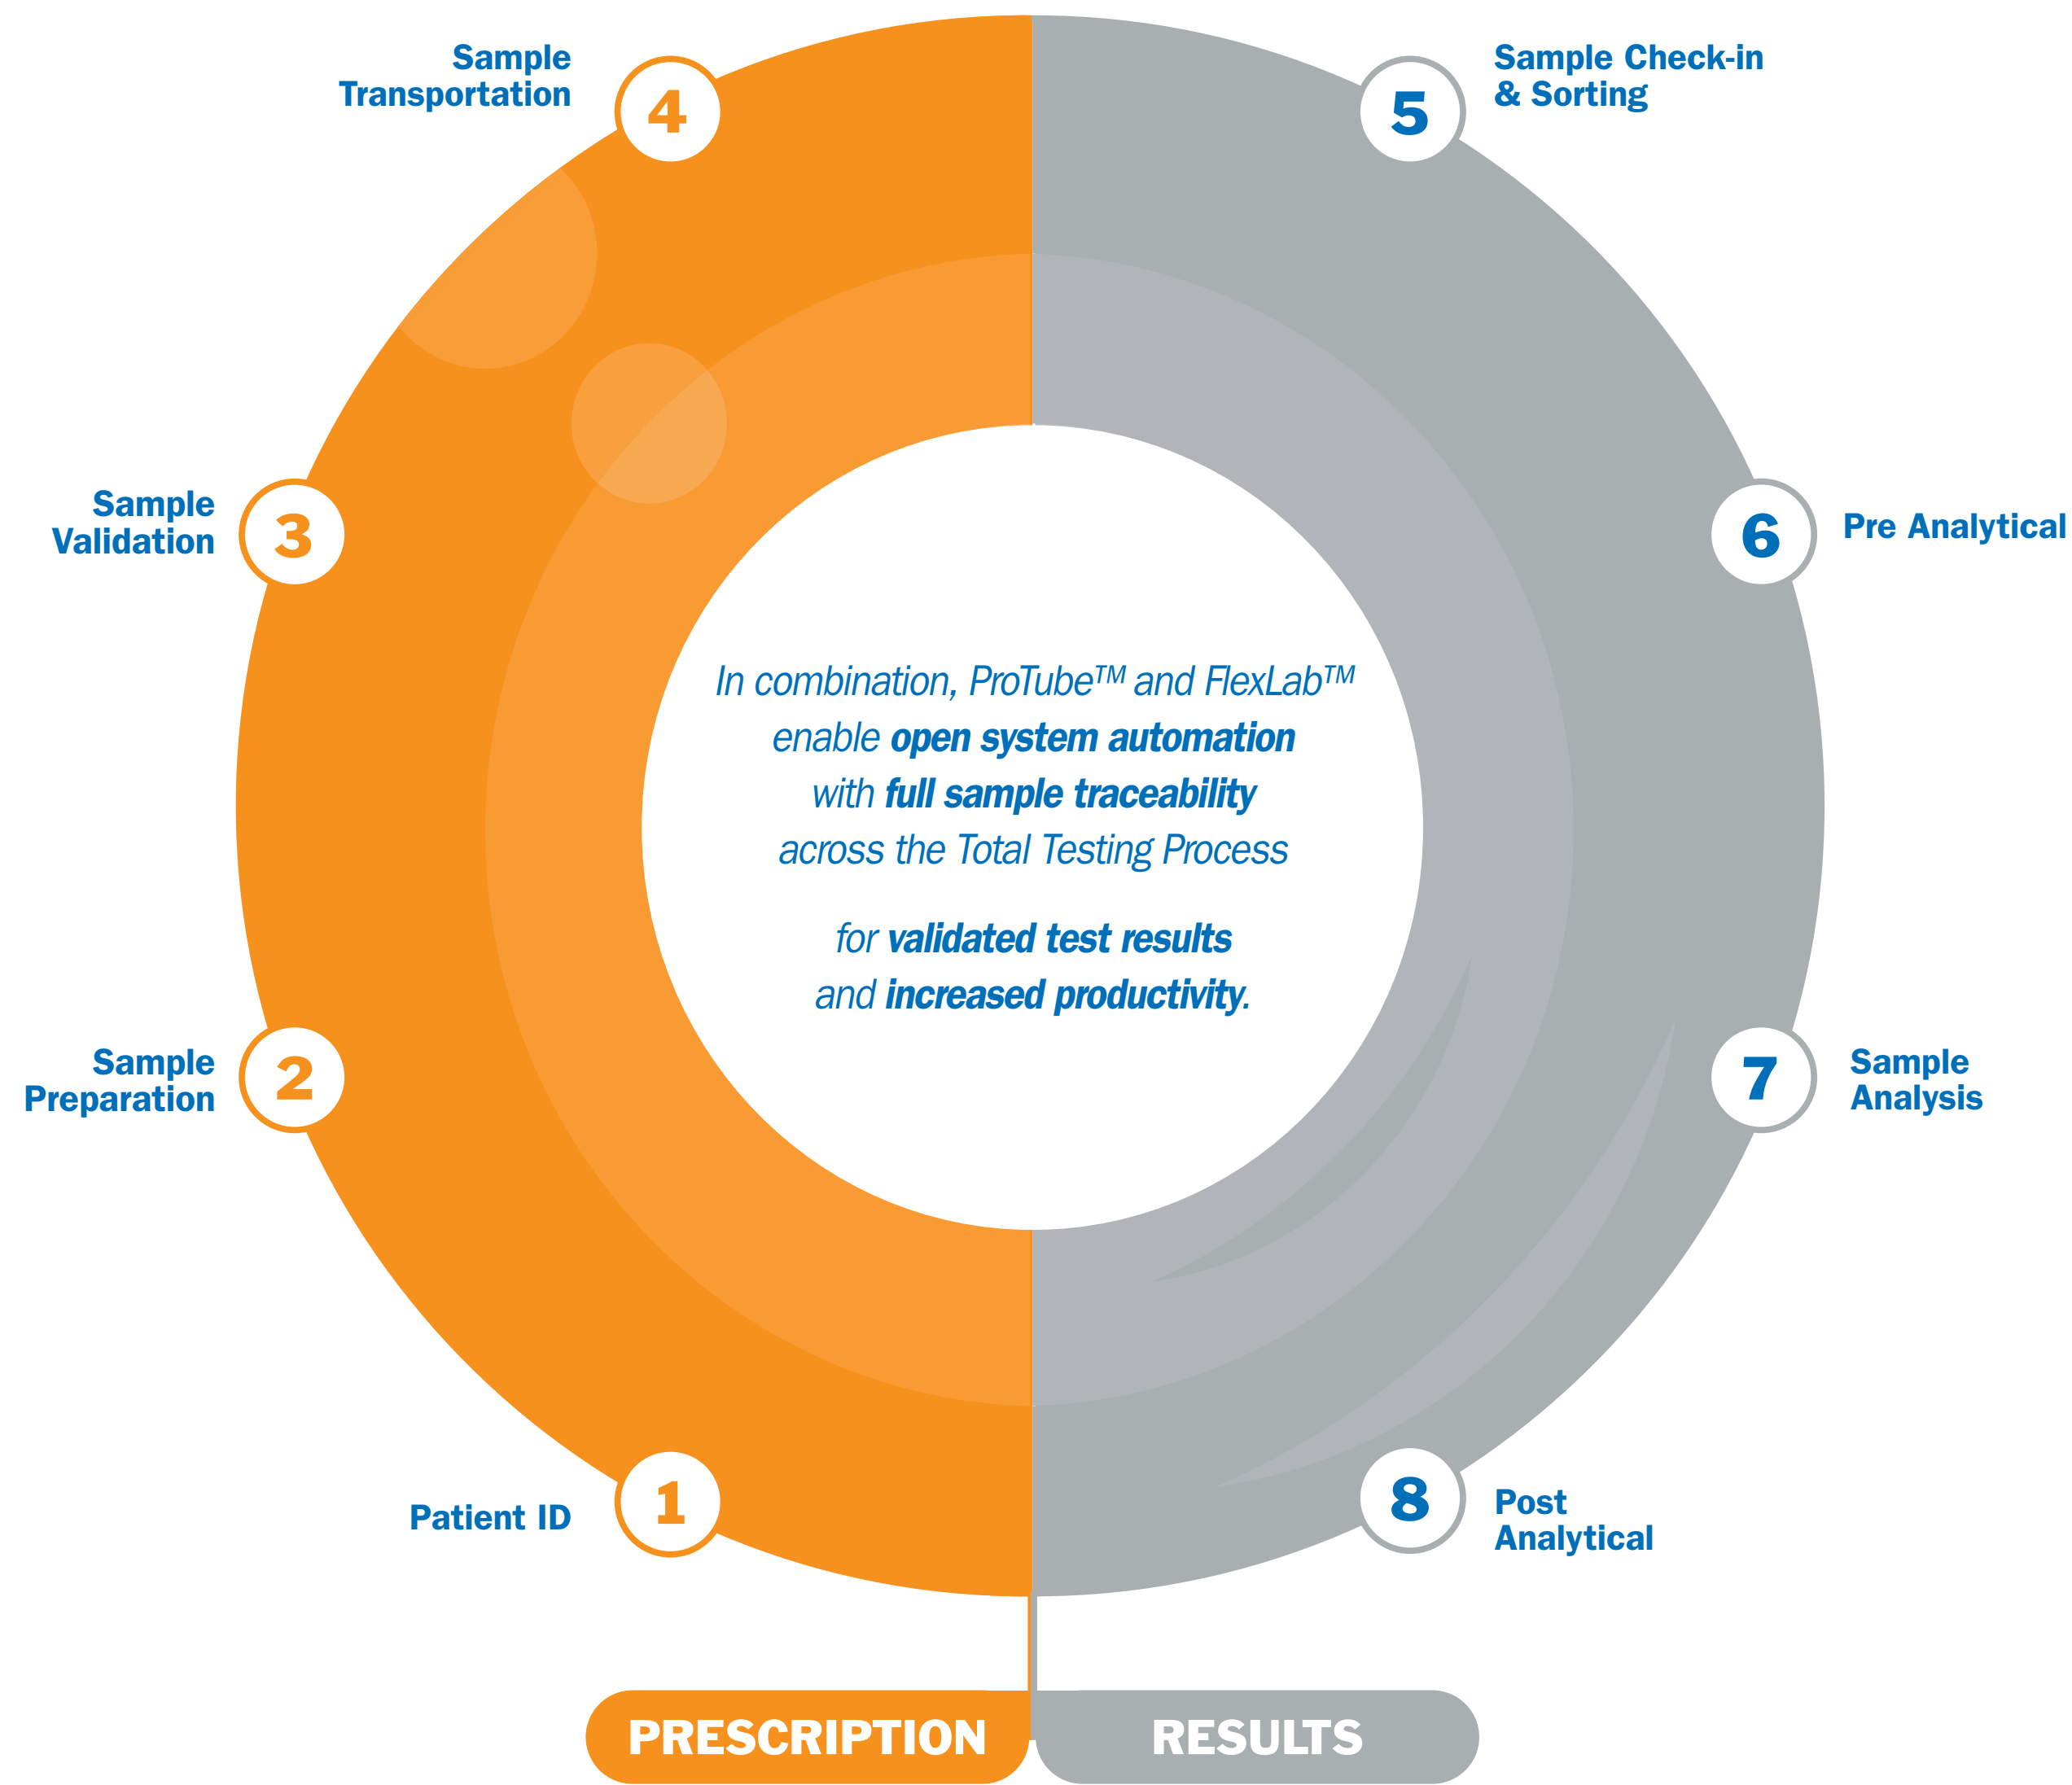 Sample
Transportation
4
5
Sample Check-in
& Sorting
Sample
Validation
3
6
Pre Analytical
In combination, ProTube™ and FlexLab™
enable open system automation
with full sample traceability
across the Total Testing Process
for validated test results
and increased productivity.
Sample
Preparation
2
7
Sample
Analysis
Patient ID
1
8
Post
Analytical
PRESCRIPTION
RESULTS